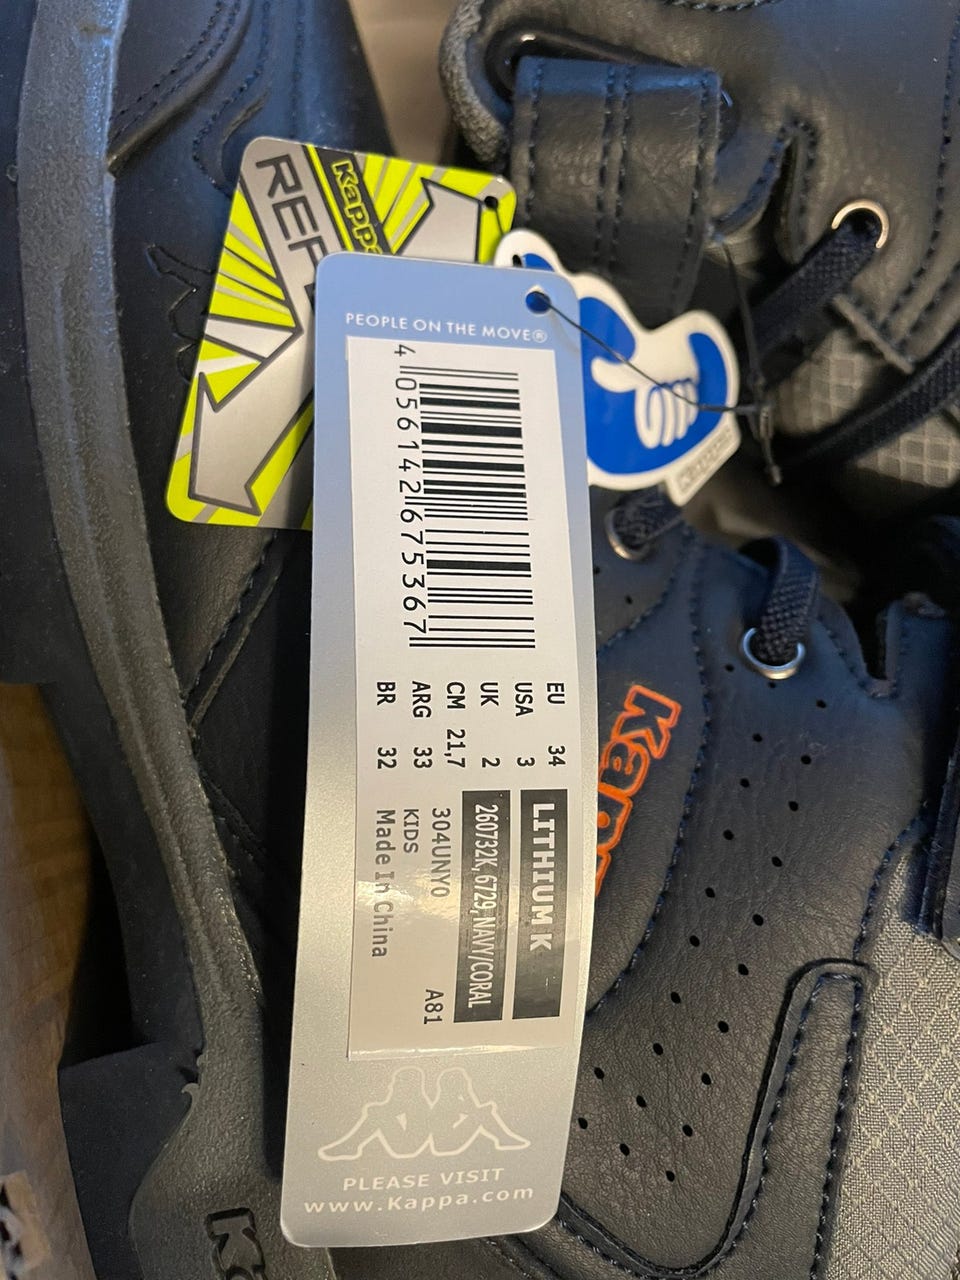 Kappa
PEOPLE ON THE MOVE®
4 056142 675367
EU 34
USA 3
UK 2
CM 21,7
ARG 33
BR 32
LITHIUM K
260732K, 6729, NAVY/CORAL
304UNY0 A81
KIDS
Made In China
PLEASE VISIT
www.Kappa.com